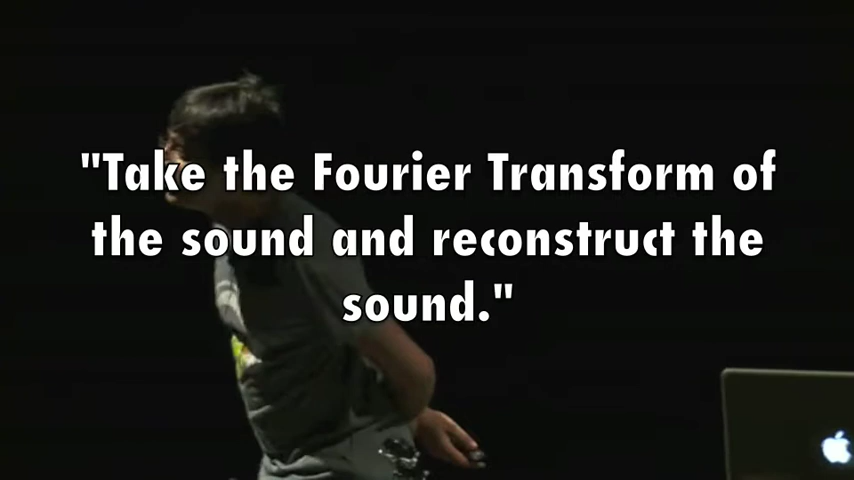 "Take the Fourier Transform of
the sound and reconstruct the
sound."